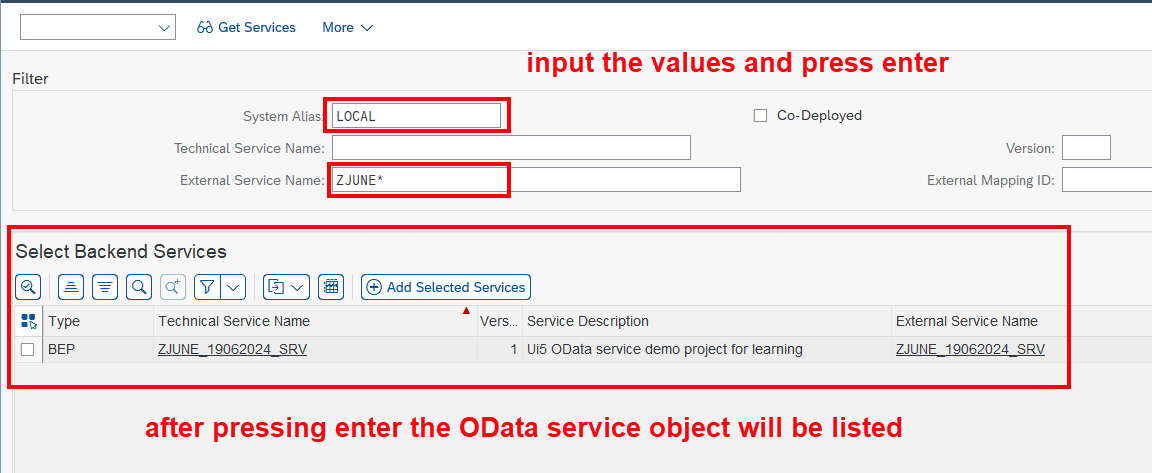 Get Services More
input the values and press enter
Filter
System Alias: LOCAL Co-Deployed
Technical Service Name: Version:
External Service Name: ZJUNE* External Mapping ID:
Select Backend Services
Add Selected Services
Type Technical Service Name Vers... Service Description External Service Name
BEP ZJUNE_19062024_SRV 1 Ui5 OData service demo project for learning ZJUNE_19062024_SRV
after pressing enter the OData service object will be listed